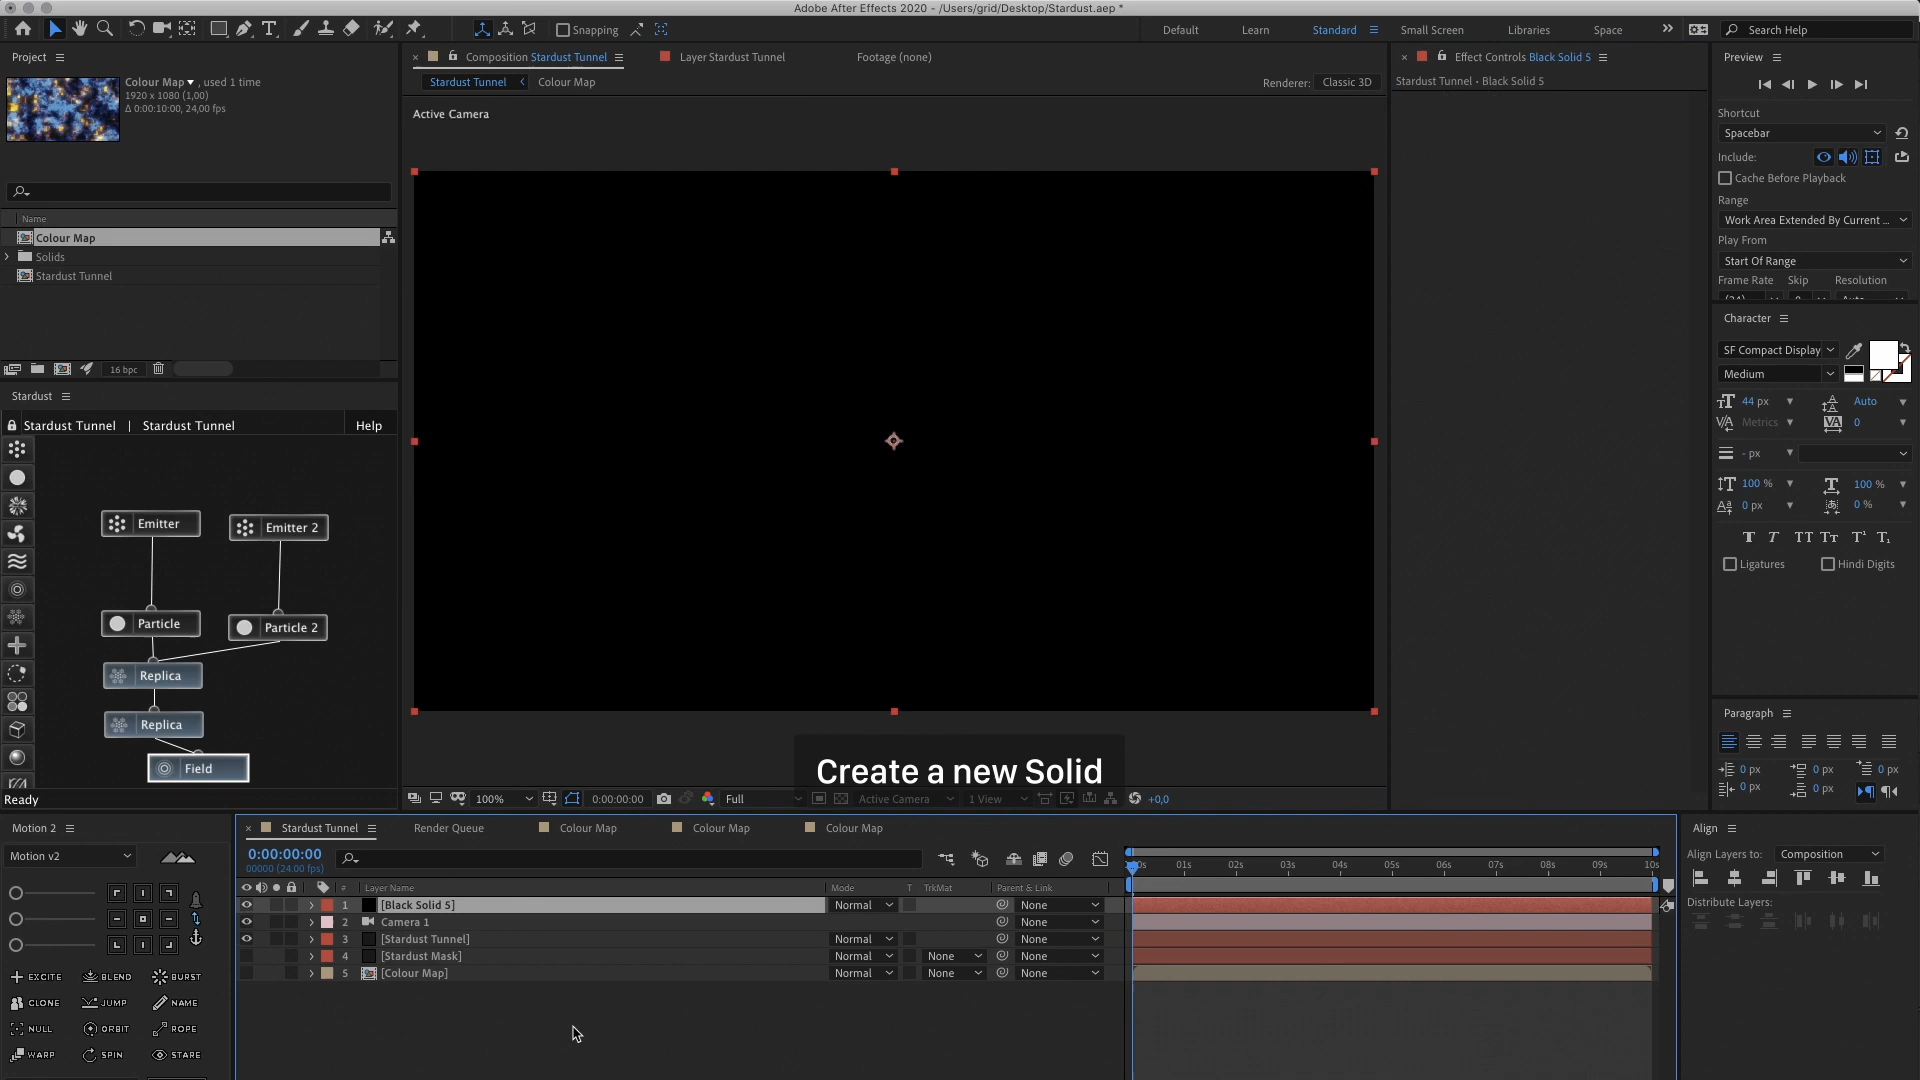 Adobe After Effects 2020 - /Users/grid/Desktop/Stardust.aep *
Snapping
Default
Learn
Standard
Small Screen
Libraries
Space
Search Help
Project
Colour Map , used 1 time
1920 x 1080 (1,00)
Δ 0:00:10:00, 24,00 fps
Name
Colour Map
Solids
Stardust Tunnel
16 bpc
Stardust
Stardust Tunnel | Stardust Tunnel
Help
Emitter
Emitter 2
Particle
Particle 2
Replica
Replica
Field
Ready
Composition Stardust Tunnel
Layer Stardust Tunnel
Footage (none)
Stardust Tunnel
Colour Map
Renderer:
Classic 3D
Active Camera
Create a new Solid
100%
0:00:00:00
Full
Active Camera
1 View
+0,0
Effect Controls Black Solid 5
Stardust Tunnel • Black Solid 5
Preview
Shortcut
Spacebar
Include:
Cache Before Playback
Range
Work Area Extended By Current ...
Play From
Start Of Range
Frame Rate
Skip
Resolution
Character
SF Compact Display
Medium
44 px
Auto
Metrics
0
- px
100 %
100 %
0 px
0 %
Ligatures
Hindi Digits
Paragraph
0 px
0 px
0 px
0 px
0 px
Motion 2
Motion v2
EXCITE
BLEND
BURST
CLONE
JUMP
NAME
NULL
ORBIT
ROPE
WARP
SPIN
STARE
Stardust Tunnel
Render Queue
Colour Map
Colour Map
Colour Map
0:00:00:00
00000 (24.00 fps)
01s
02s
03s
04s
05s
06s
07s
08s
09s
10s
#
Layer Name
Mode
T
TrkMat
Parent & Link
1 [Black Solid 5] Normal None
2 Camera 1 None
3 [Stardust Tunnel] Normal None
4 [Stardust Mask] Normal None None
5 [Colour Map] Normal None None
Align
Align Layers to:
Composition
Distribute Layers: